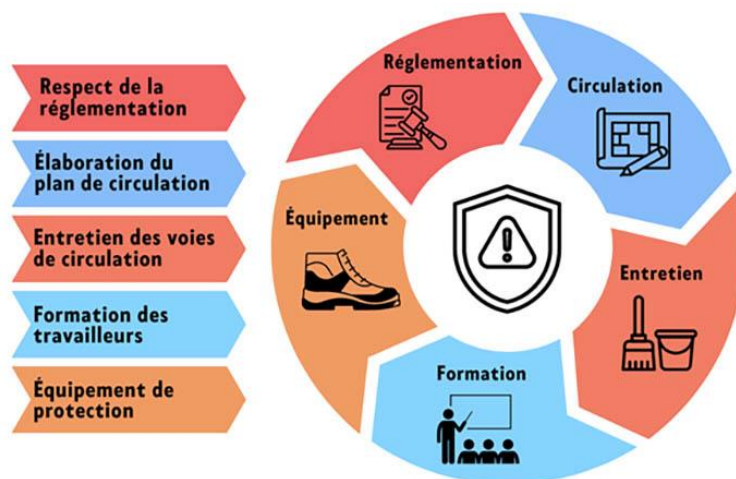 Respect de la
réglementation
Élaboration du
plan de circulation
Entretien des voies
de circulation
Formation des
travailleurs
Équipement de
protection
Réglementation
Circulation
Équipement
Entretien
Formation